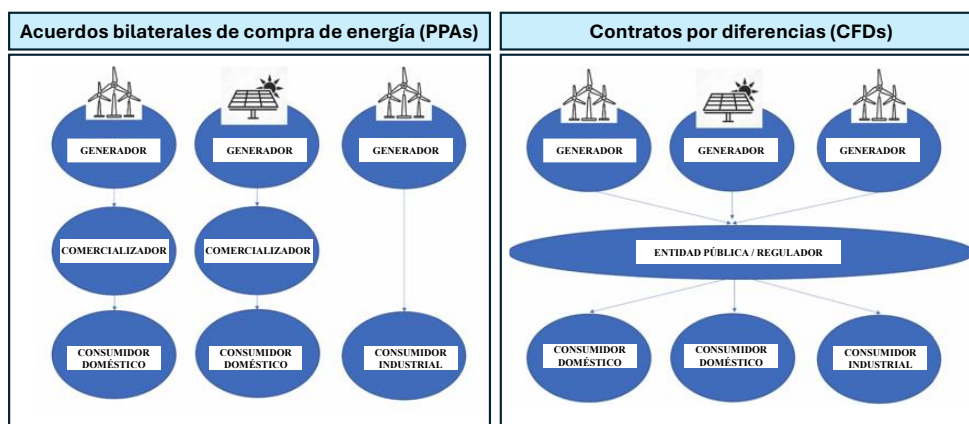 Acuerdos bilaterales de compra de energía (PPAs)
GENERADOR
GENERADOR
GENERADOR
COMERCIALIZADOR
COMERCIALIZADOR
CONSUMIDOR
DOMÉSTICO
CONSUMIDOR
DOMÉSTICO
CONSUMIDOR
INDUSTRIAL
Contratos por diferencias (CFDs)
GENERADOR
GENERADOR
GENERADOR
ENTIDAD PÚBLICA / REGULADOR
CONSUMIDOR
DOMÉSTICO
CONSUMIDOR
DOMÉSTICO
CONSUMIDOR
INDUSTRIAL